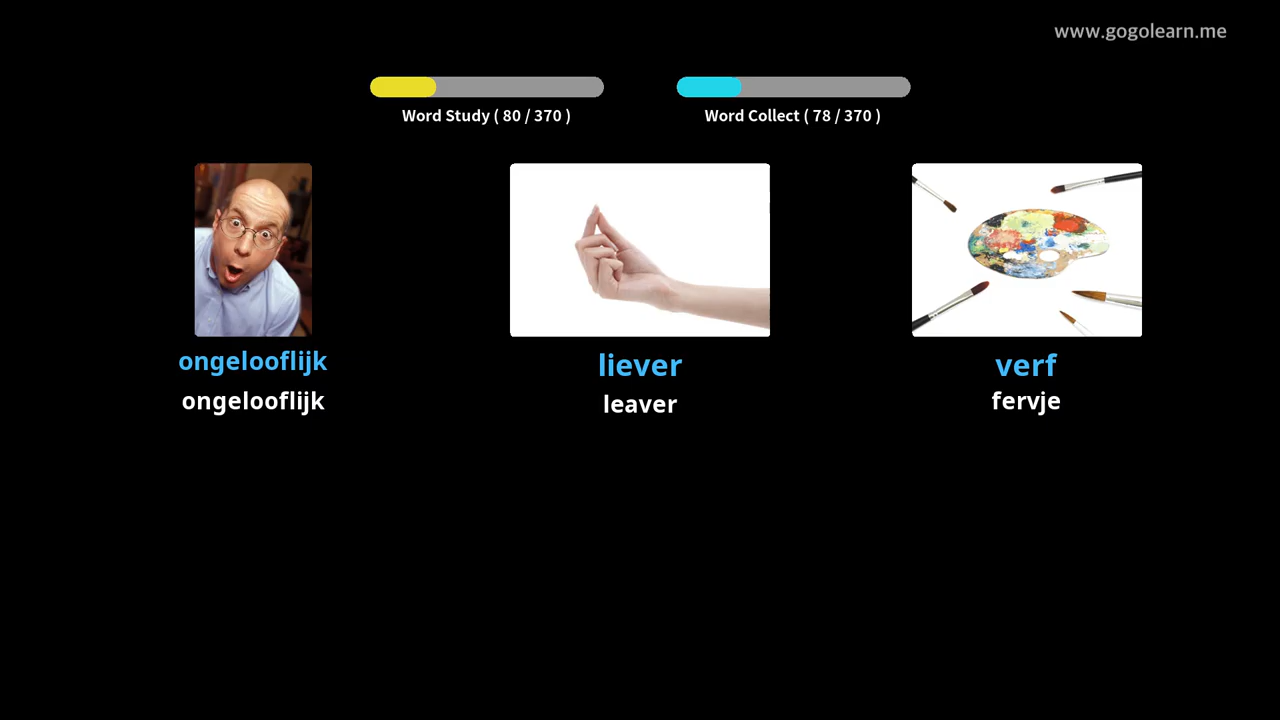 www.gogolearn.me
Word Study ( 80 / 370 )
Word Collect ( 78 / 370 )
ongelooflijk
ongelooflijk
liever
leaver
verf
fervje